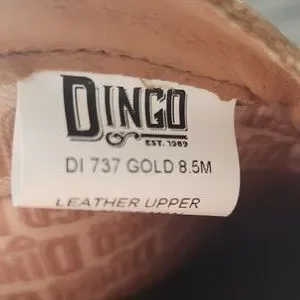 DINGO
EST. 1969
DI 737 GOLD 8.5M
LEATHER UPPER